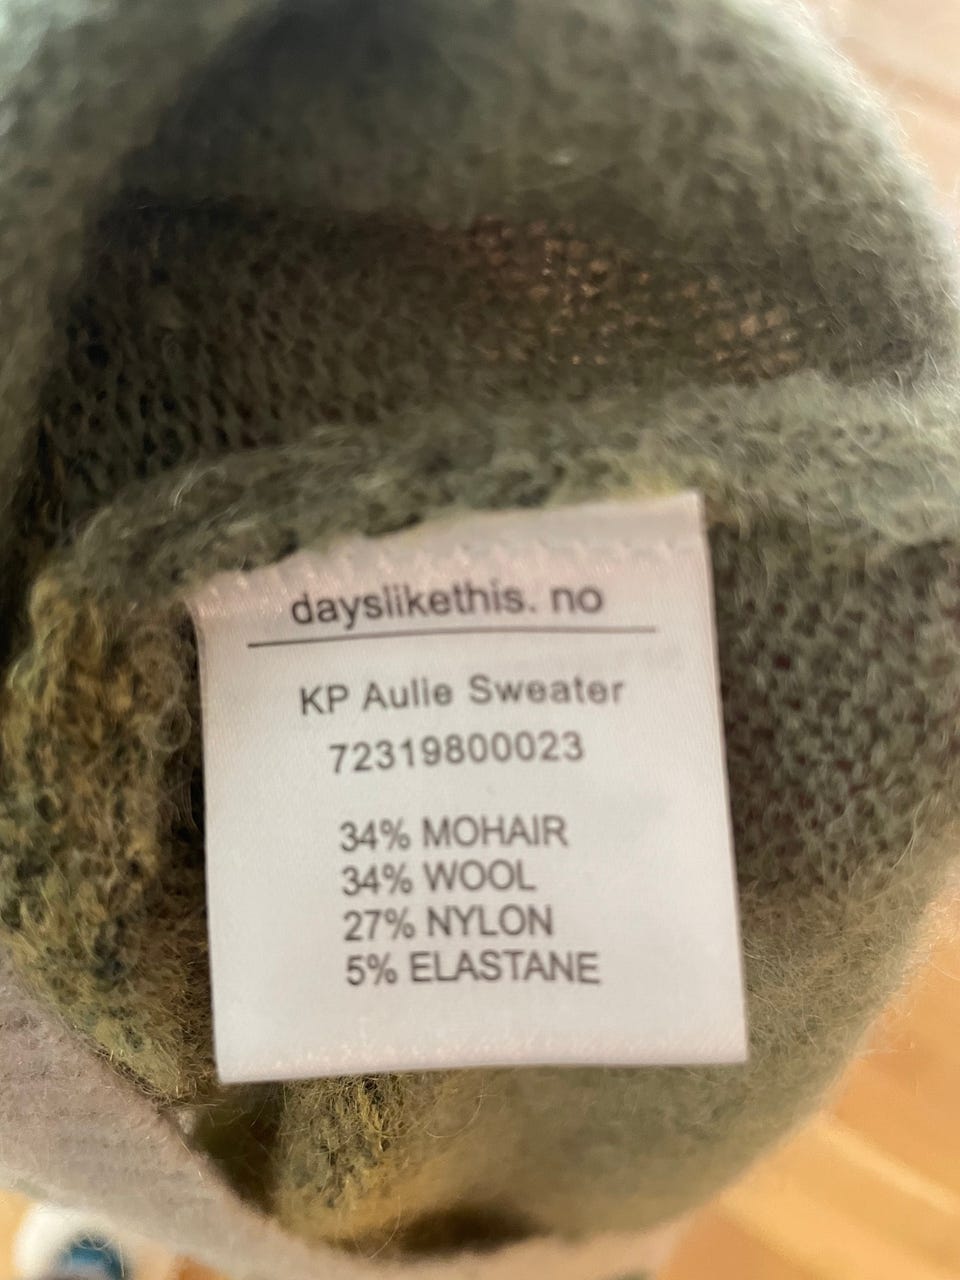 dayslikethis. no
KP Aulie Sweater
72319800023
34% MOHAIR
34% WOOL
27% NYLON
5% ELASTANE